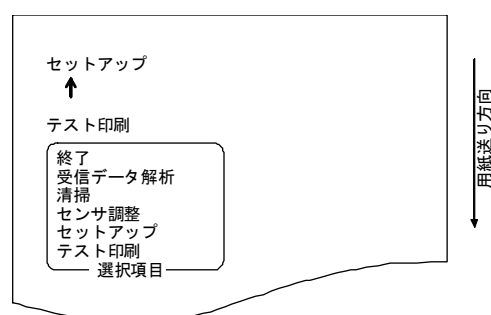 セットアップ
テスト印刷
終了
受信データ解析
清掃
センサ調整
セットアップ
テスト印刷
選択項目
用紙送り方向